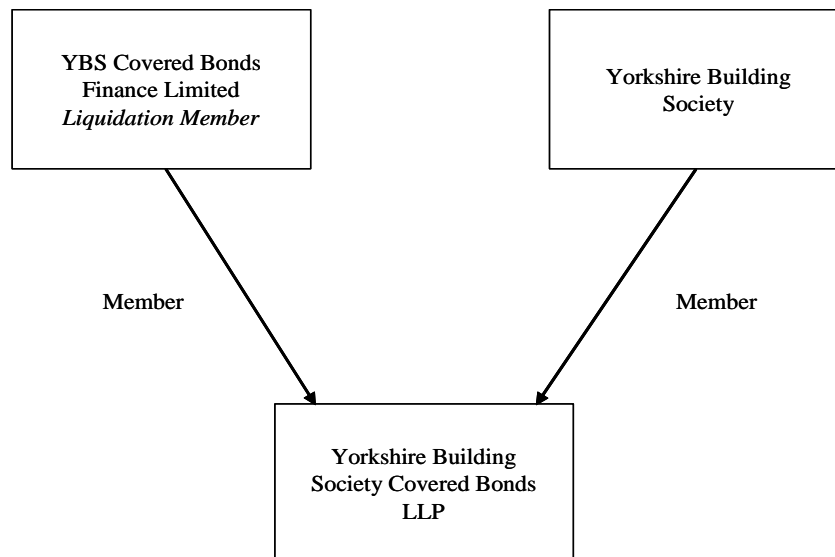 YBS Covered Bonds
Finance Limited
Liquidation Member
Yorkshire Building
Society
Member
Member
Yorkshire Building
Society Covered Bonds
LLP